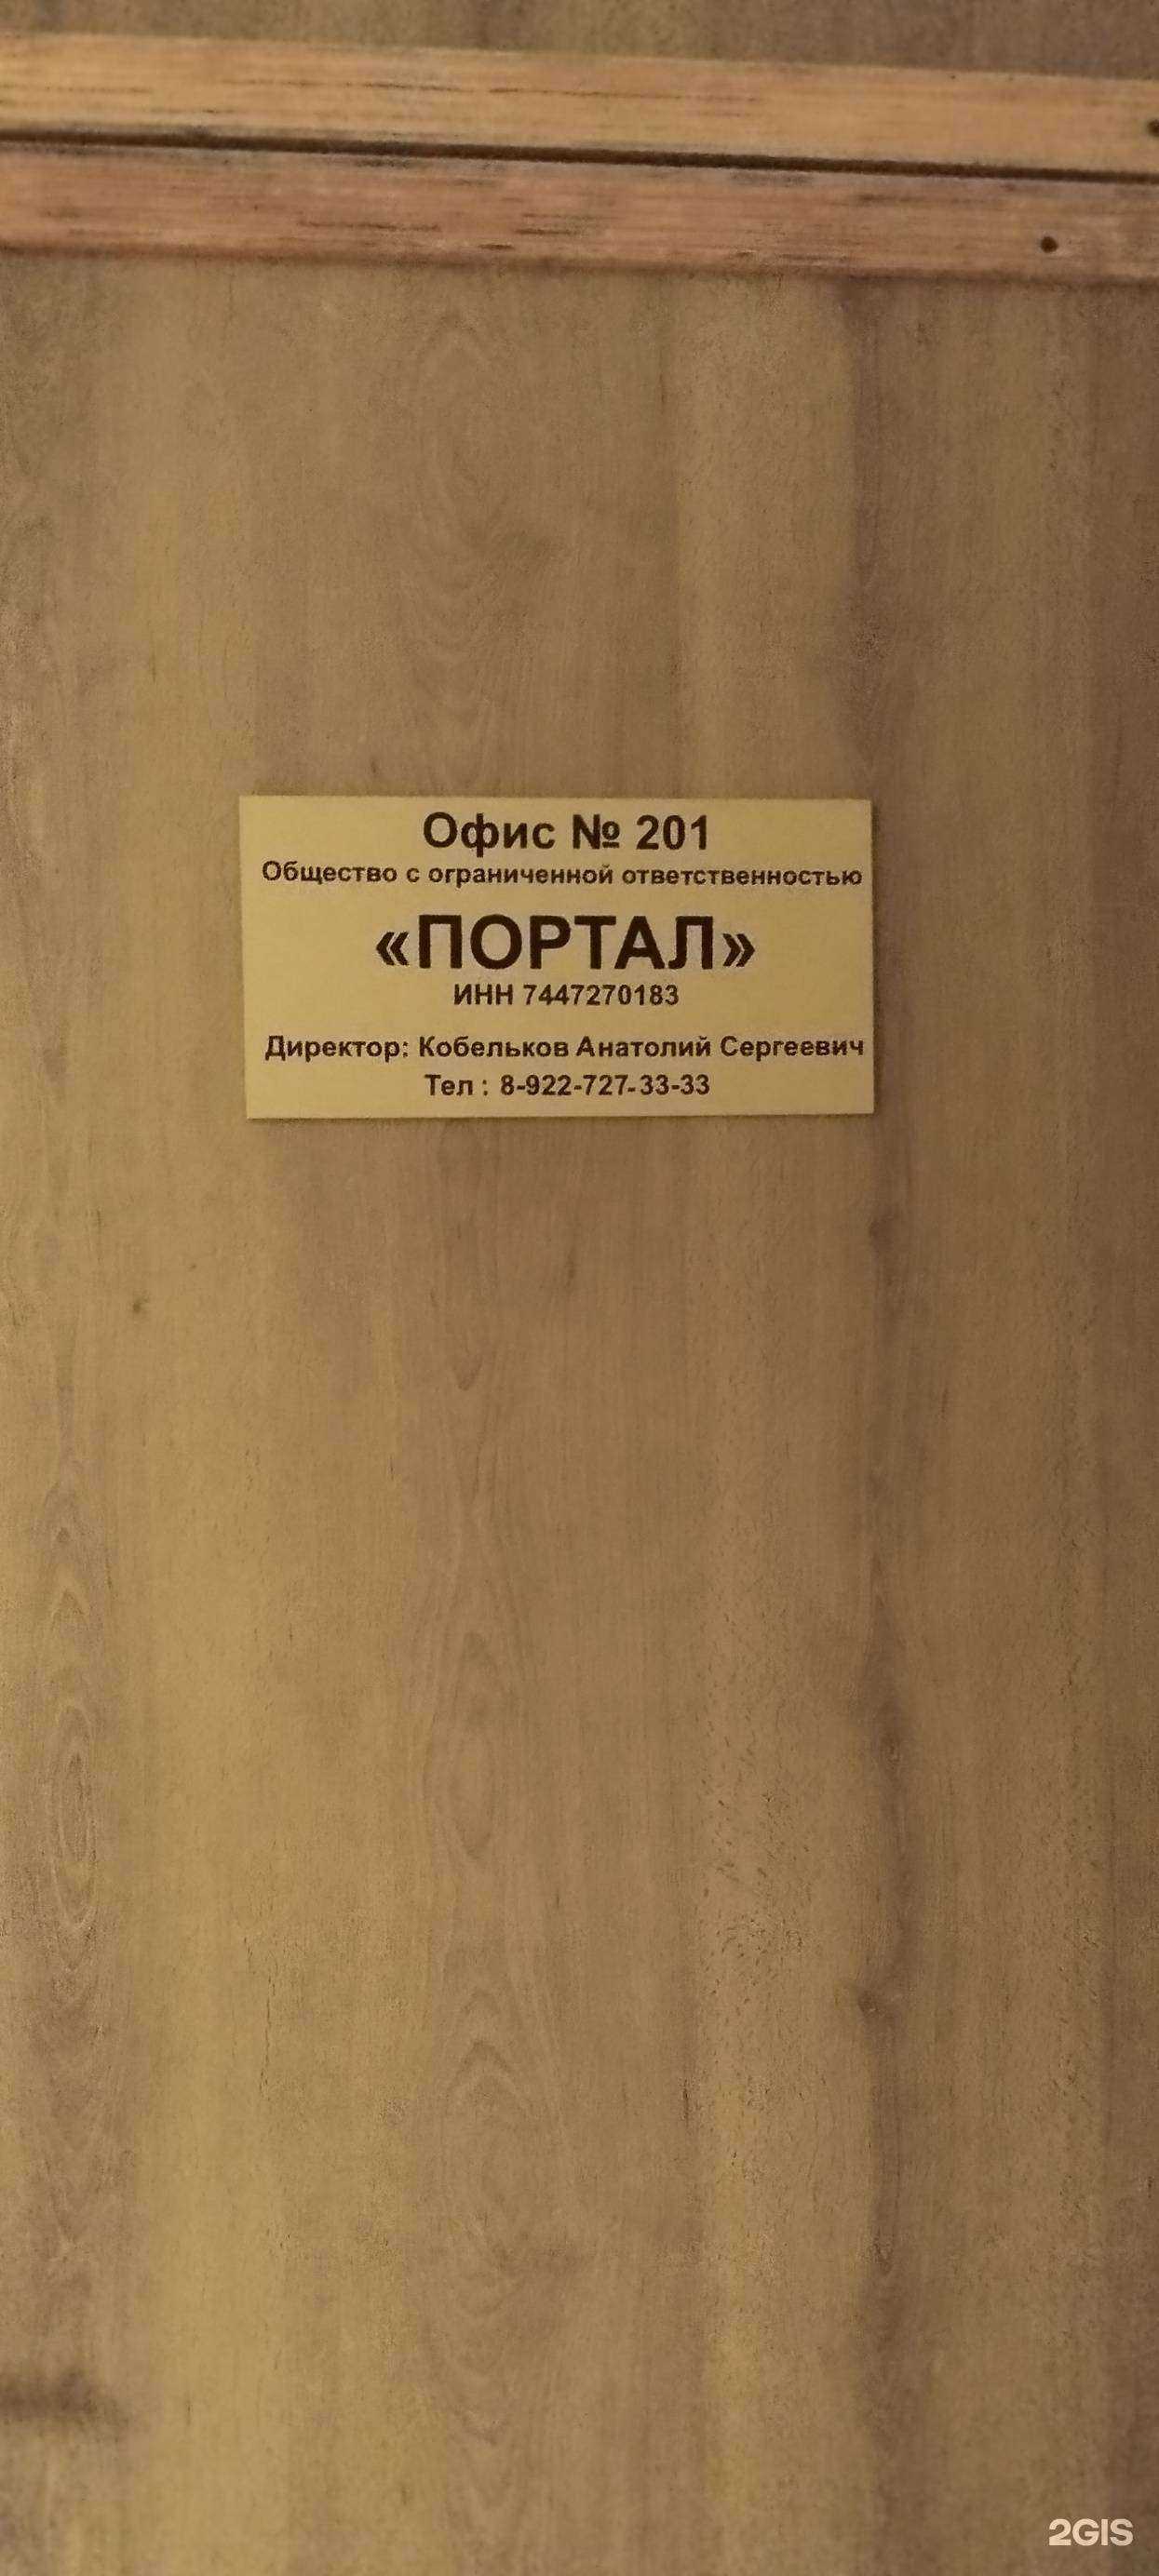 Офис № 201
Общество с ограниченной ответственностью
«ПОРТАЛ»
ИНН 7447270183
Директор: Кобельков Анатолий Сергеевич
Тел : 8-922-727-33-33
2GIS